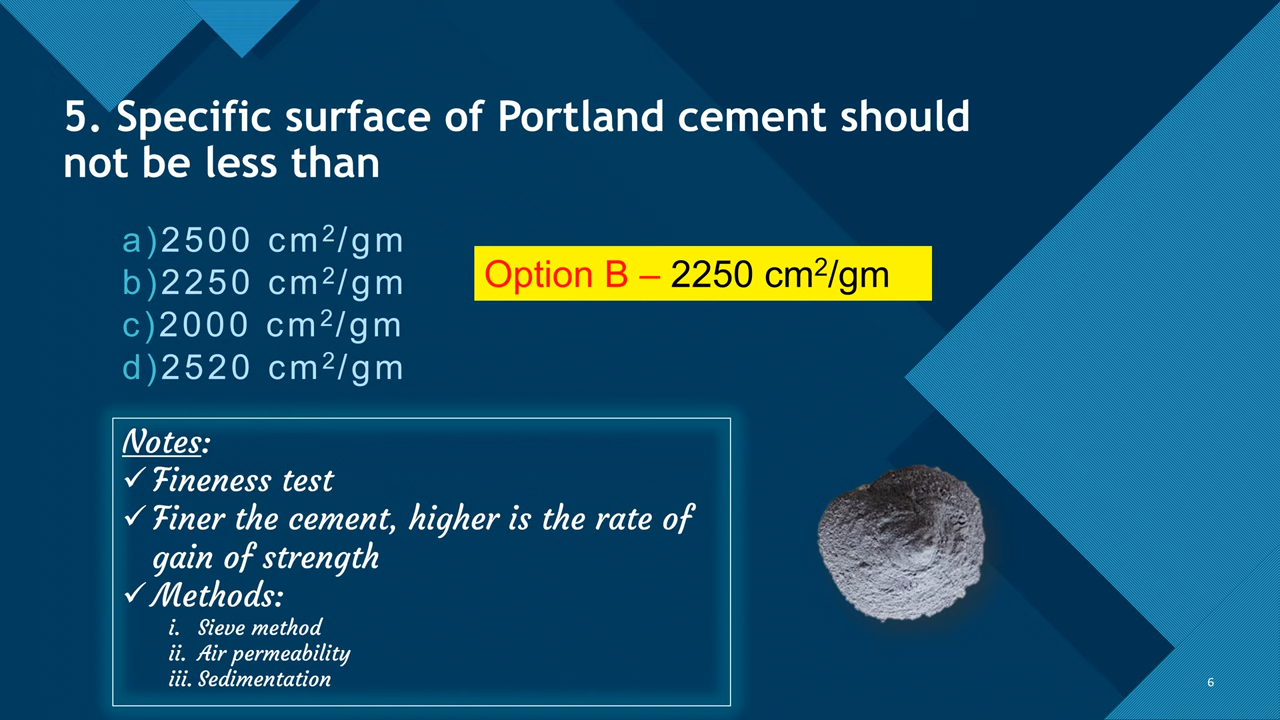 5. Specific surface of Portland cement should
not be less than
a)2500 cm²/gm
b)2250 cm²/gm
c)2000 cm²/gm
d)2520 cm²/gm
Option B – 2250 cm²/gm
Notes:
✓ Fineness test
✓ Finer the cement, higher is the rate of
gain of strength
✓ Methods:
i. Sieve method
ii. Air permeability
iii. Sedimentation
6